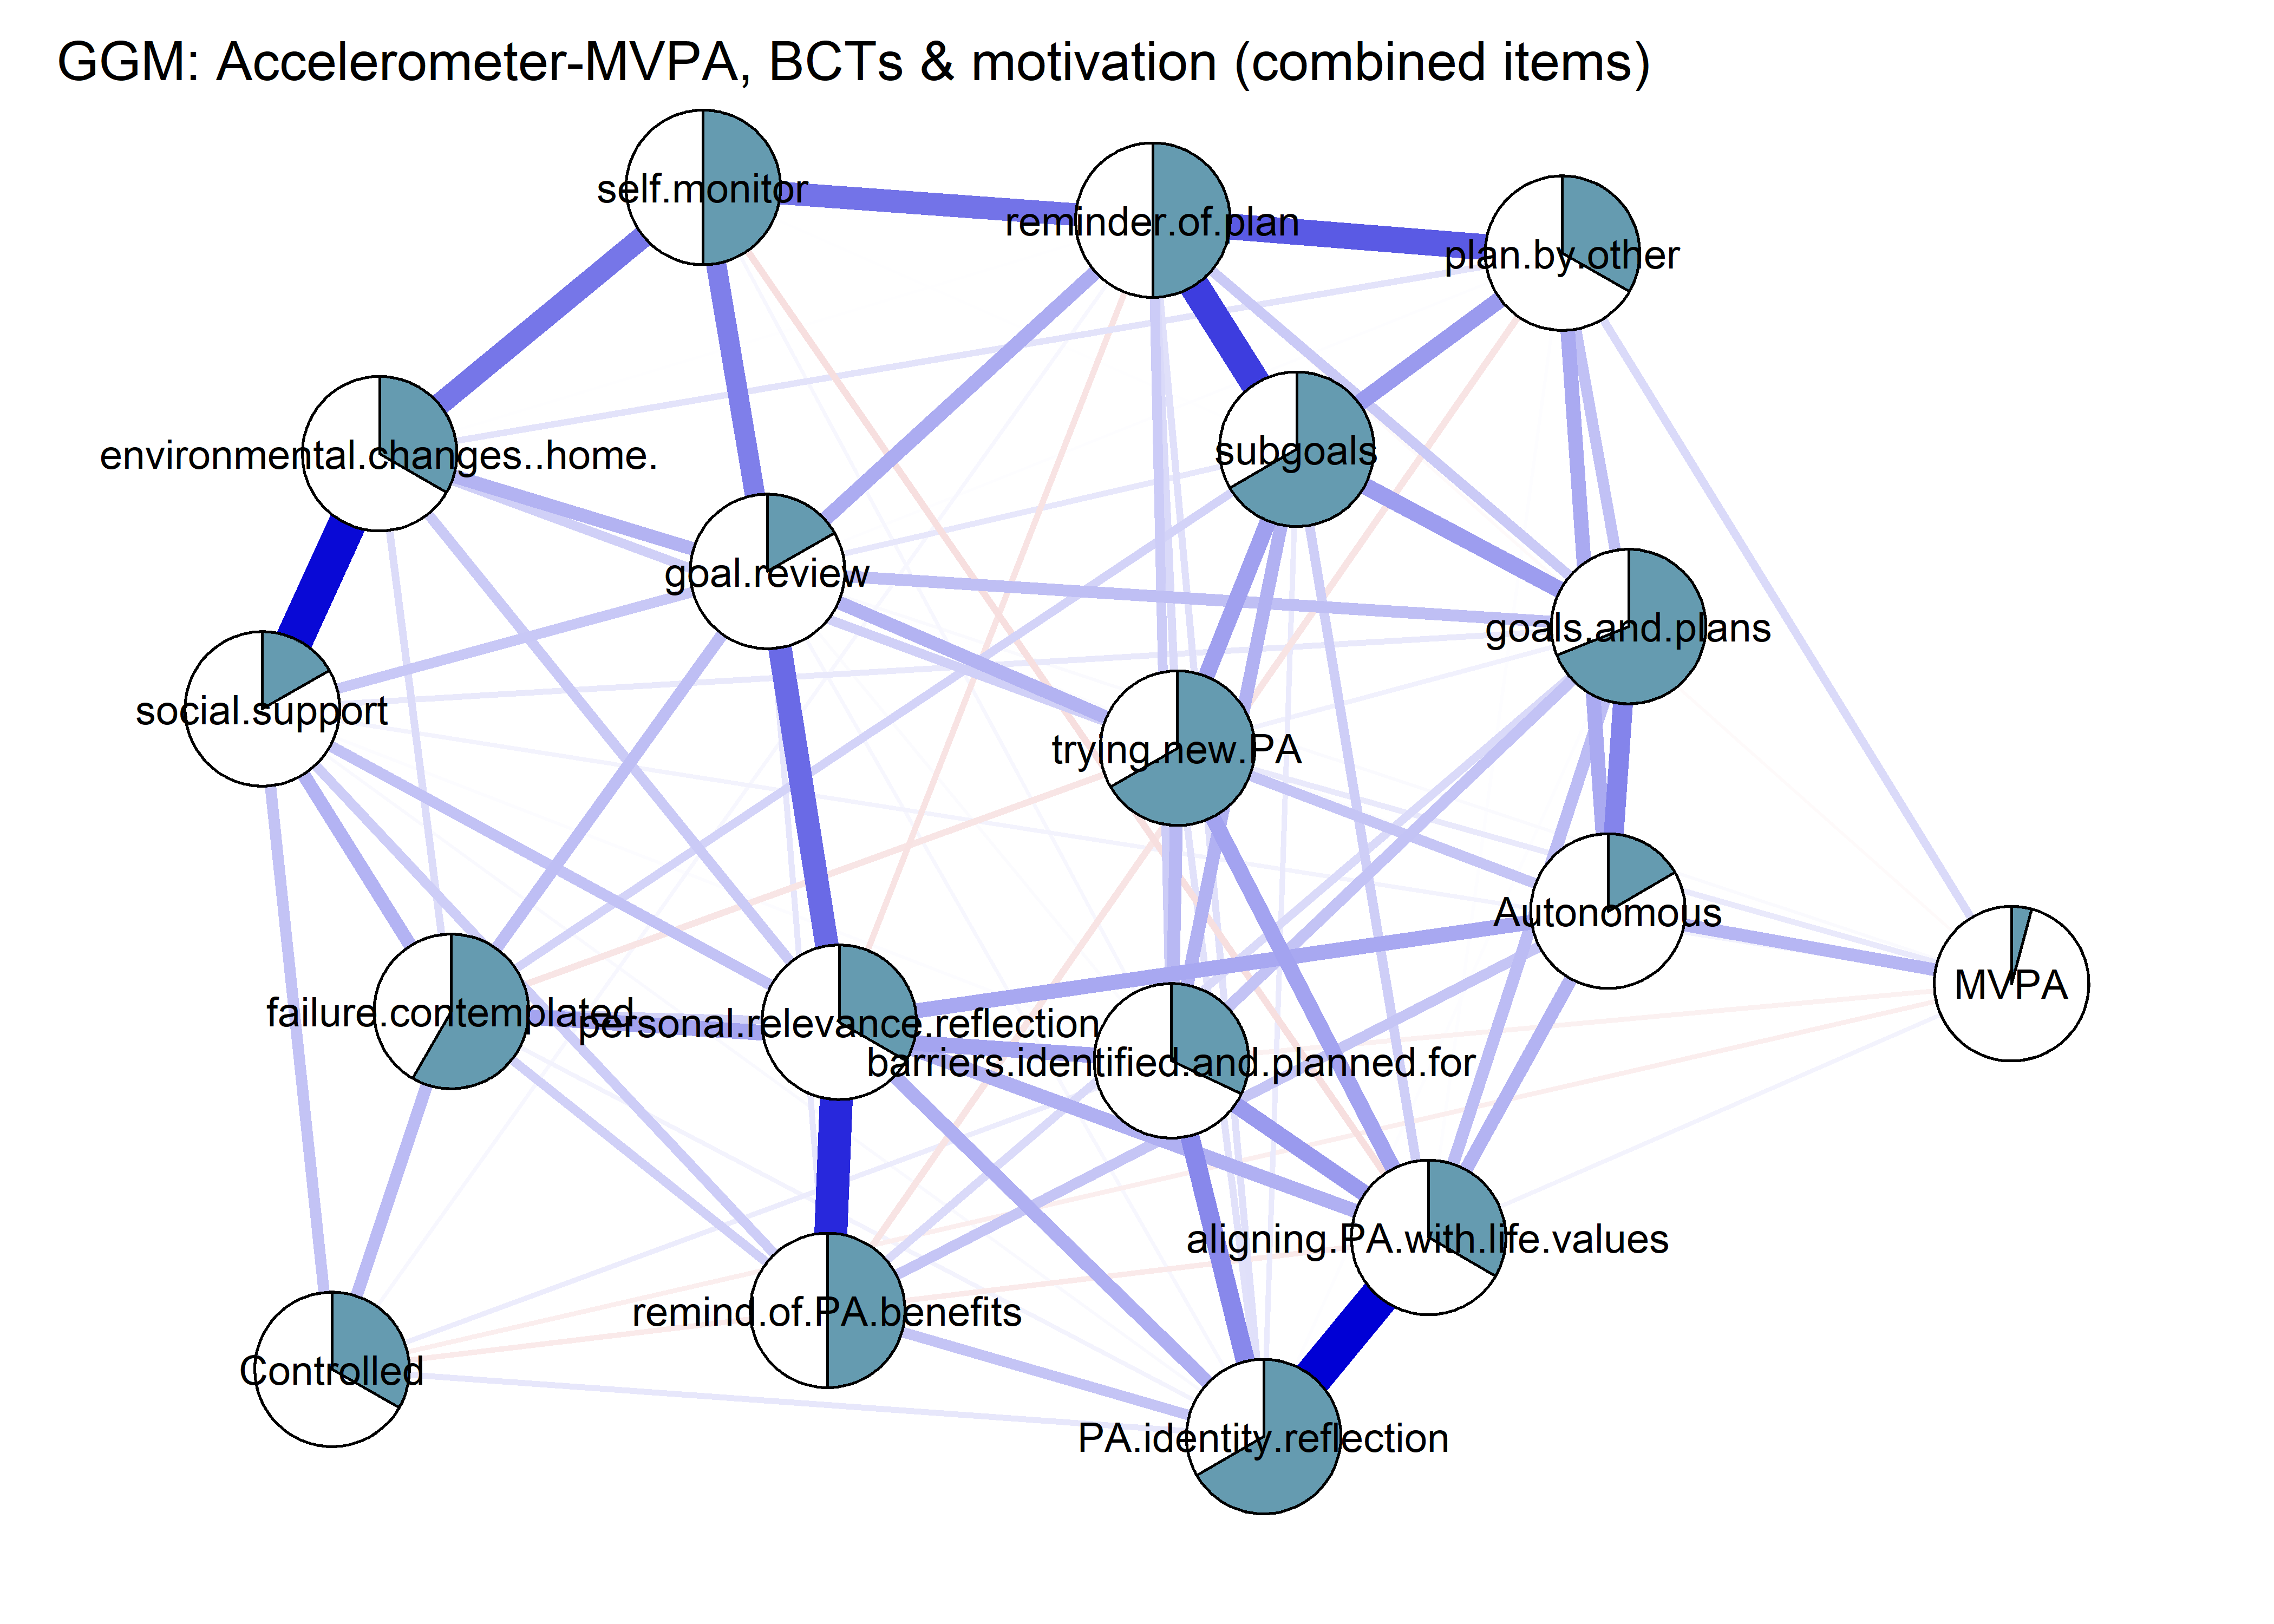 GGM: Accelerometer-MVPA, BCTs & motivation (combined items)
self.monitor
reminder.of.plan
plan.by.other
environmental.changes..home.
subgoals
goal.review
goals.and.plans
social.support
trying.new.PA
Autonomous
MVPA
failure.contemplated
personal.relevance.reflection
barriers.identified.and.planned.for
aligning.PA.with.life.values
remind.of.PA.benefits
Controlled
PA.identity.reflection